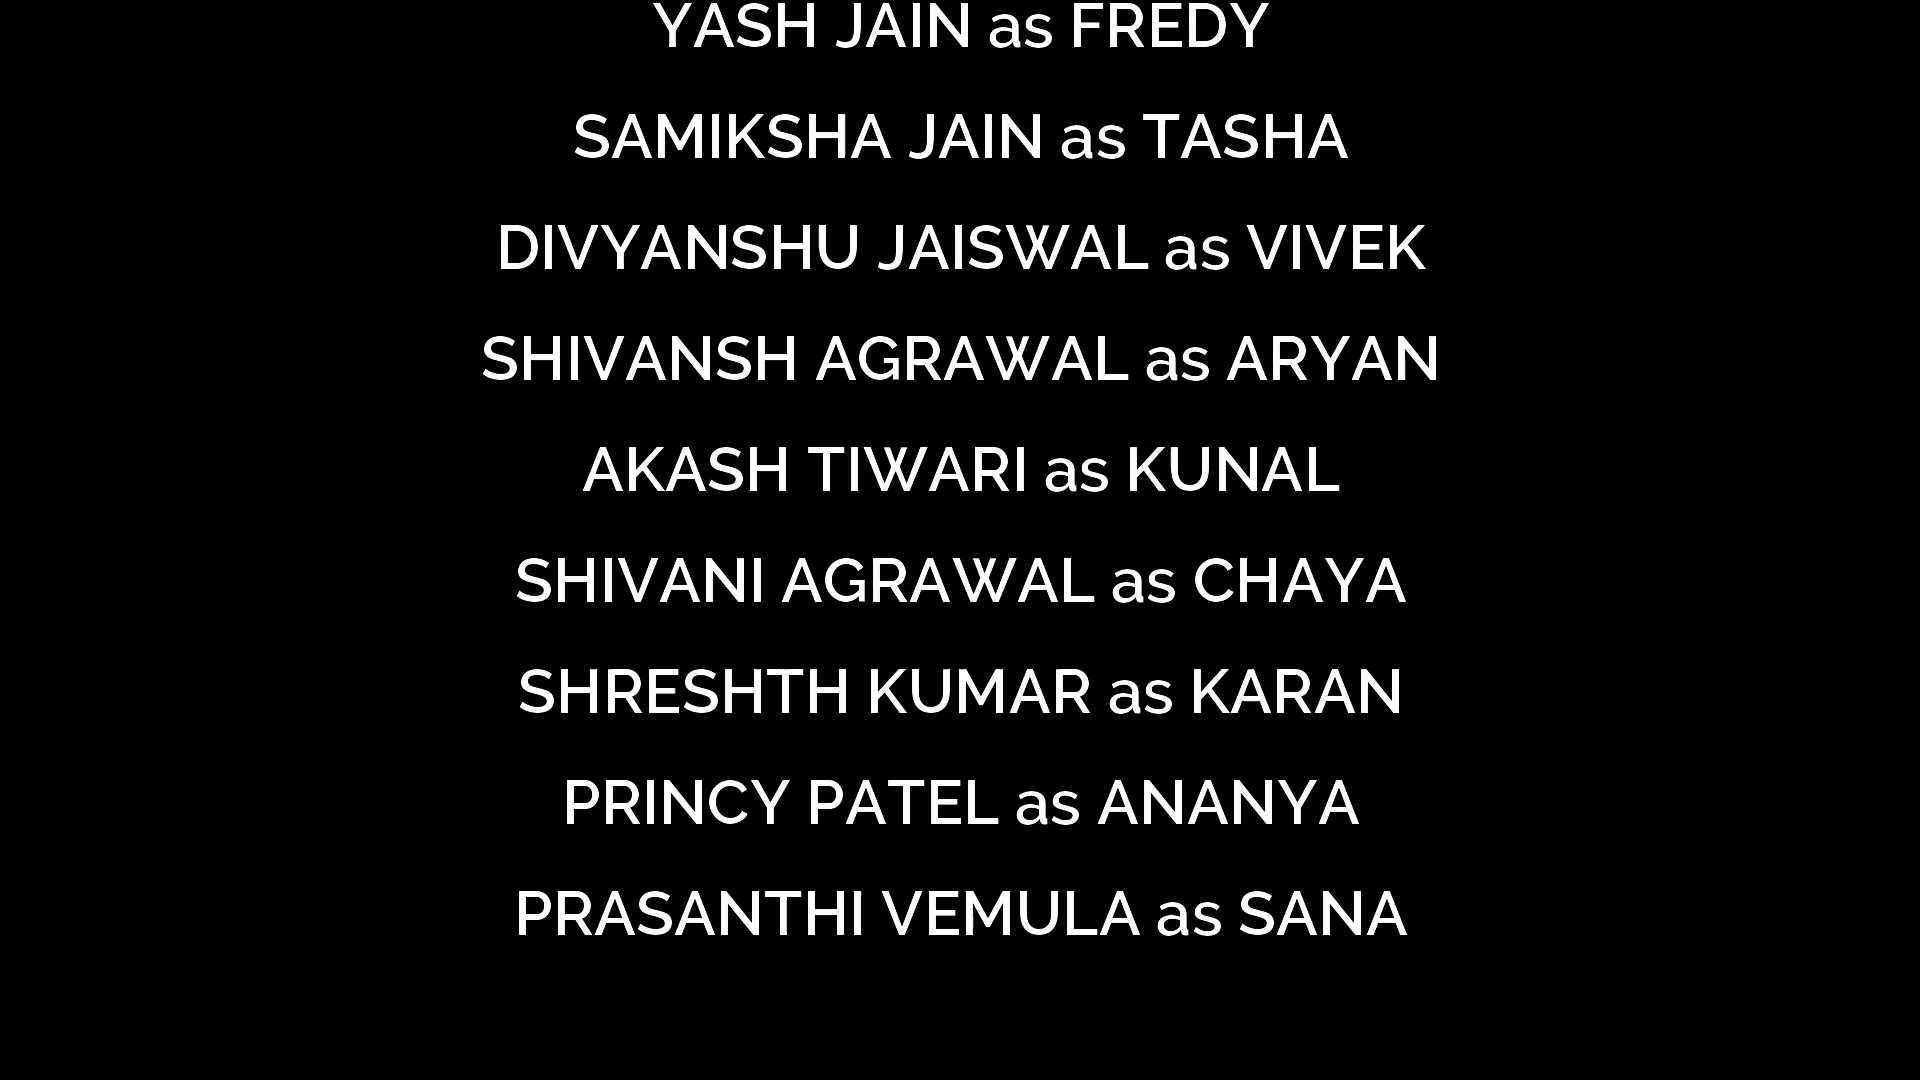 YASH JAIN as FREDY
SAMIKSHA JAIN as TASHA
DIVYANSHU JAISWAL as VIVEK
SHIVANSH AGRAWAL as ARYAN
AKASH TIWARI as KUNAL
SHIVANI AGRAWAL as CHAYA
SHRESHTH KUMAR as KARAN
PRINCY PATEL as ANANYA
PRASANTHI VEMULA as SANA